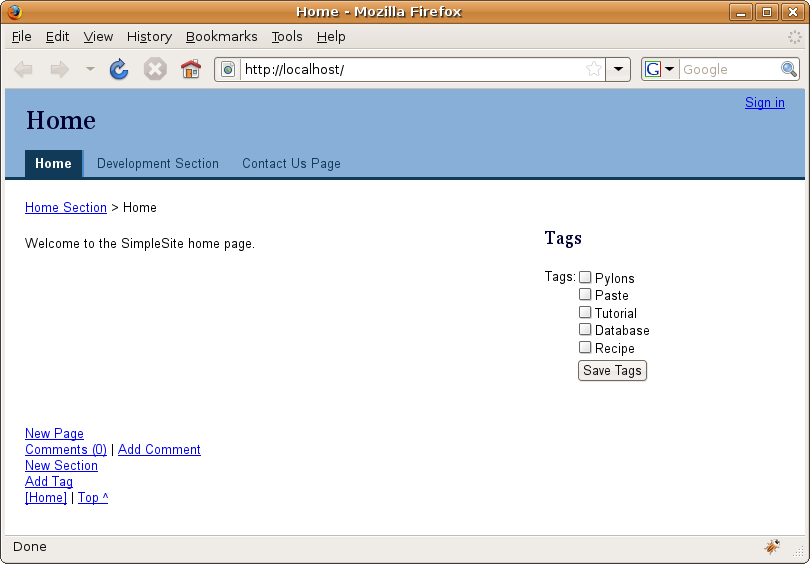 Home - Mozilla Firefox
File Edit View History Bookmarks Tools Help
http://localhost/ G Google
Sign in
Home
Home Development Section Contact Us Page
Home Section > Home
Welcome to the SimpleSite home page.
Tags
Tags: Pylons
Paste
Tutorial
Database
Recipe
Save Tags
New Page
Comments (0) | Add Comment
New Section
Add Tag
[Home] | Top ^
Done